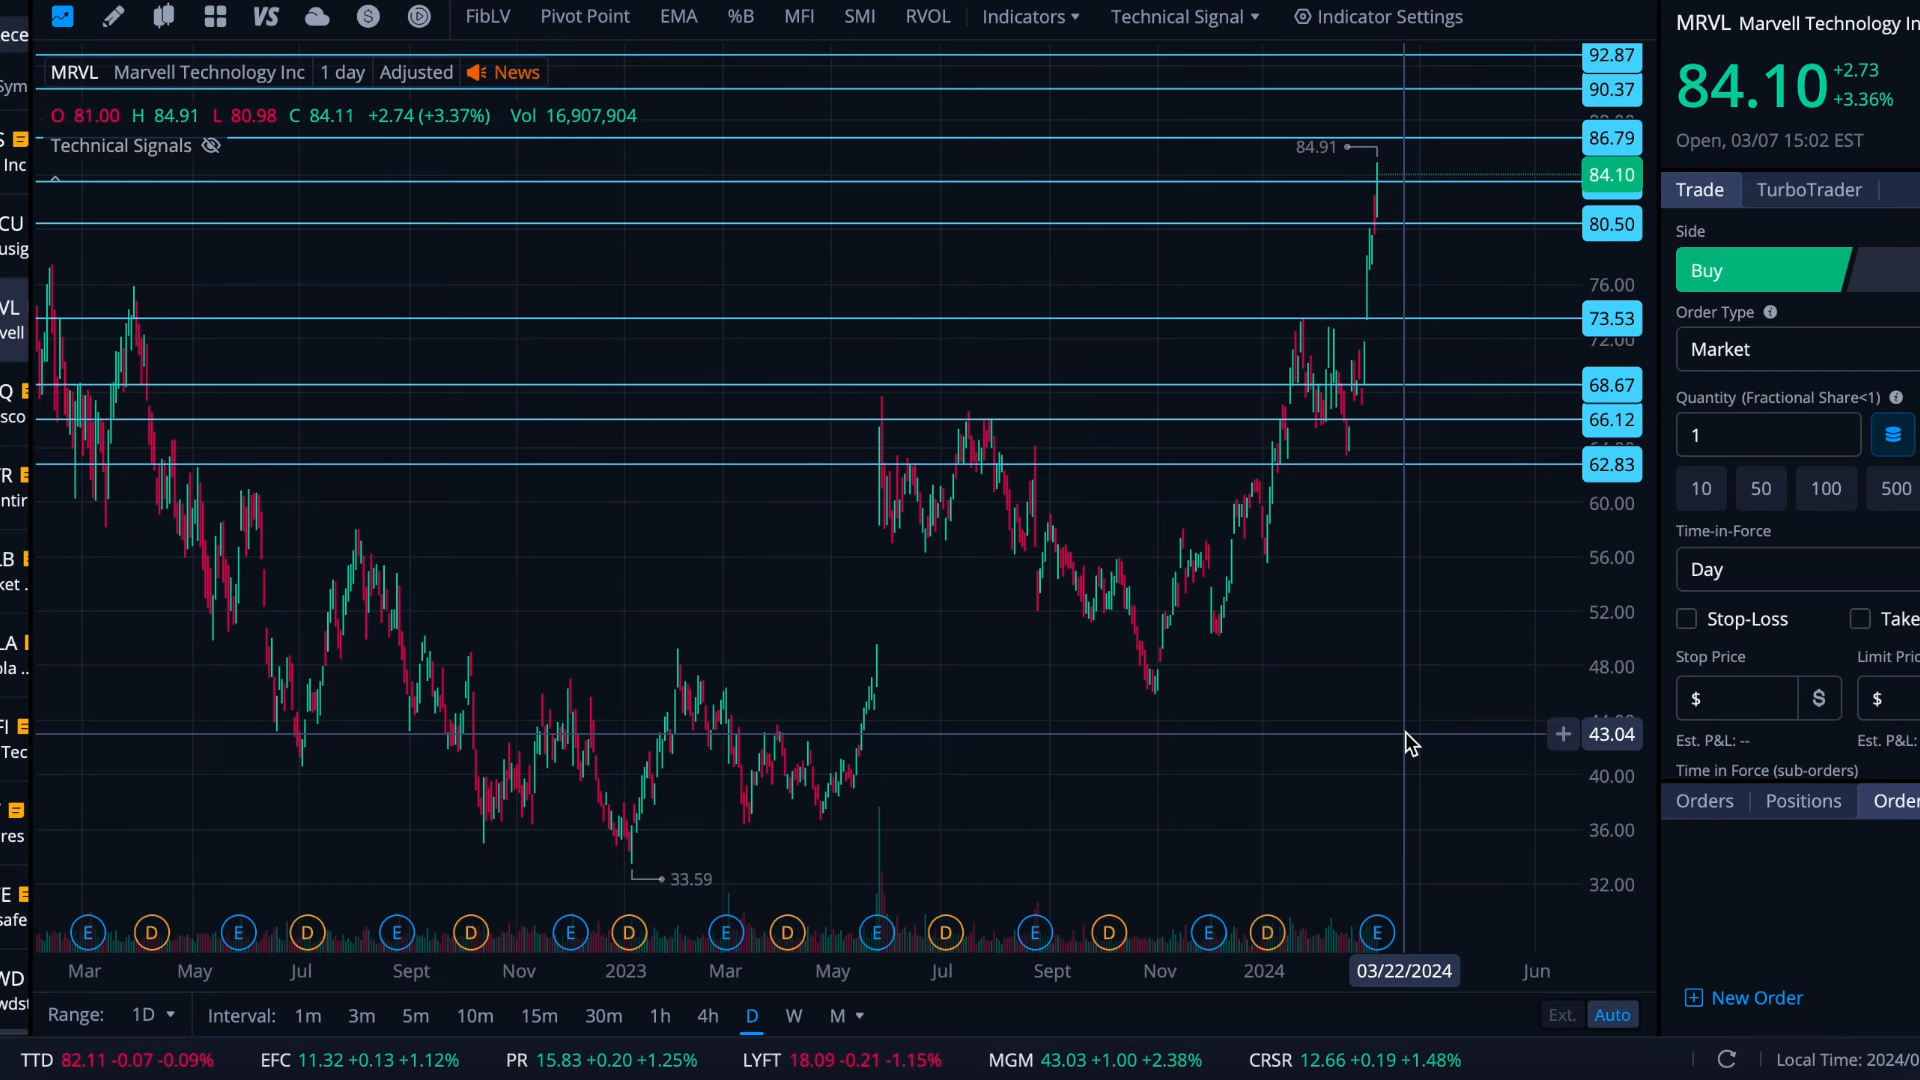 FibLV Pivot Point EMA %B MFI SMI RVOL Indicators Technical Signal Indicator Settings
VS
MRVL Marvell Technology Inc 1 day Adjusted News
O 81.00 H 84.91 L 80.98 C 84.11 +2.74 (+3.37%) Vol 16,907,904
Technical Signals
84.91
33.59
92.87
90.37
86.79
84.10
80.50
76.00
73.53
72.00
68.67
66.12
62.83
60.00
56.00
52.00
48.00
43.04
40.00
36.00
32.00
E D E D E D E D E D E D E D E D E
Mar May Jul Sept Nov 2023 Mar May Jul Sept Nov 2024 03/22/2024 Jun
Range: 1D Interval: 1m 3m 5m 10m 15m 30m 1h 4h D W M Ext. Auto
TTD 82.11 -0.07 -0.09% EFC 11.32 +0.13 +1.12% PR 15.83 +0.20 +1.25% LYFT 18.09 -0.21 -1.15% MGM 43.03 +1.00 +2.38% CRSR 12.66 +0.19 +1.48%
MRVL Marvell Technology In
84.10 +2.73
+3.36%
Open, 03/07 15:02 EST
Trade TurboTrader
Side
Buy
Order Type
Market
Quantity (Fractional Share<1)
1
10 50 100 500
Time-in-Force
Day
Stop-Loss Take
Stop Price Limit Pric
$ $ $
Est. P&L: -- Est. P&L:
Time in Force (sub-orders)
Orders Positions Order
New Order
Local Time: 2024/0